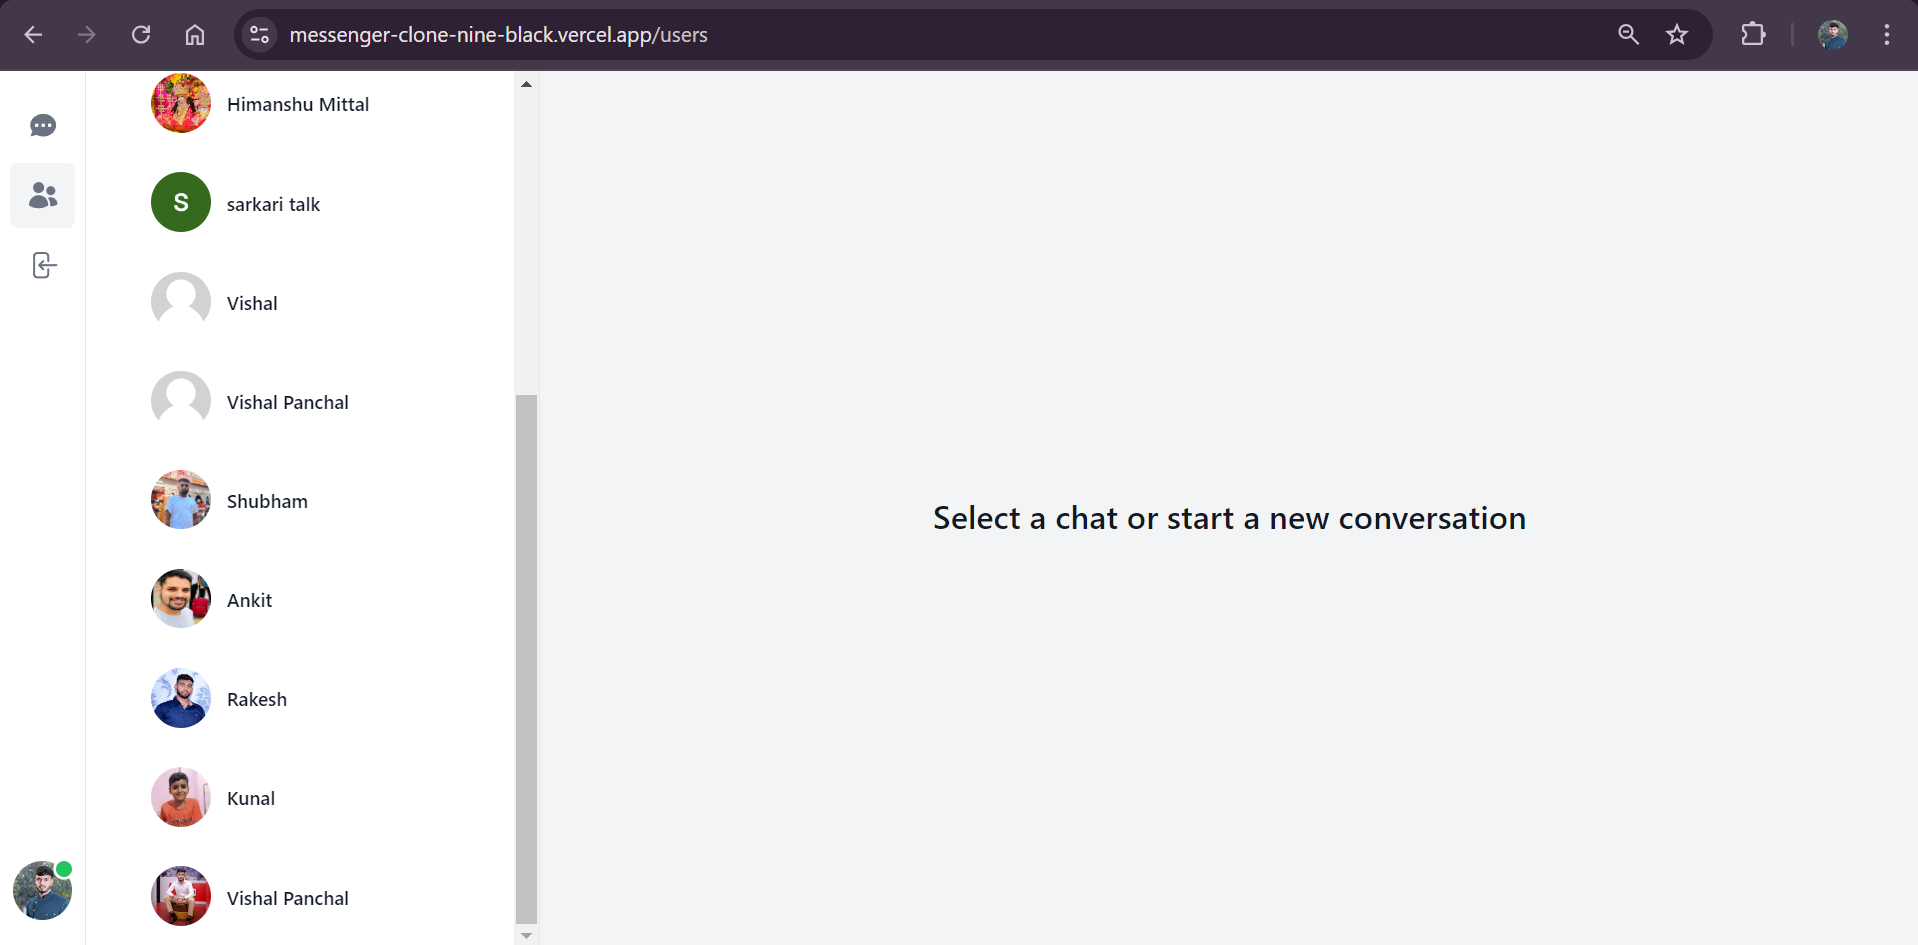 messenger-clone-nine-black.vercel.app/users
Himanshu Mittal
S
sarkari talk
Vishal
Vishal Panchal
Shubham
Ankit
Rakesh
Kunal
Vishal Panchal
Select a chat or start a new conversation